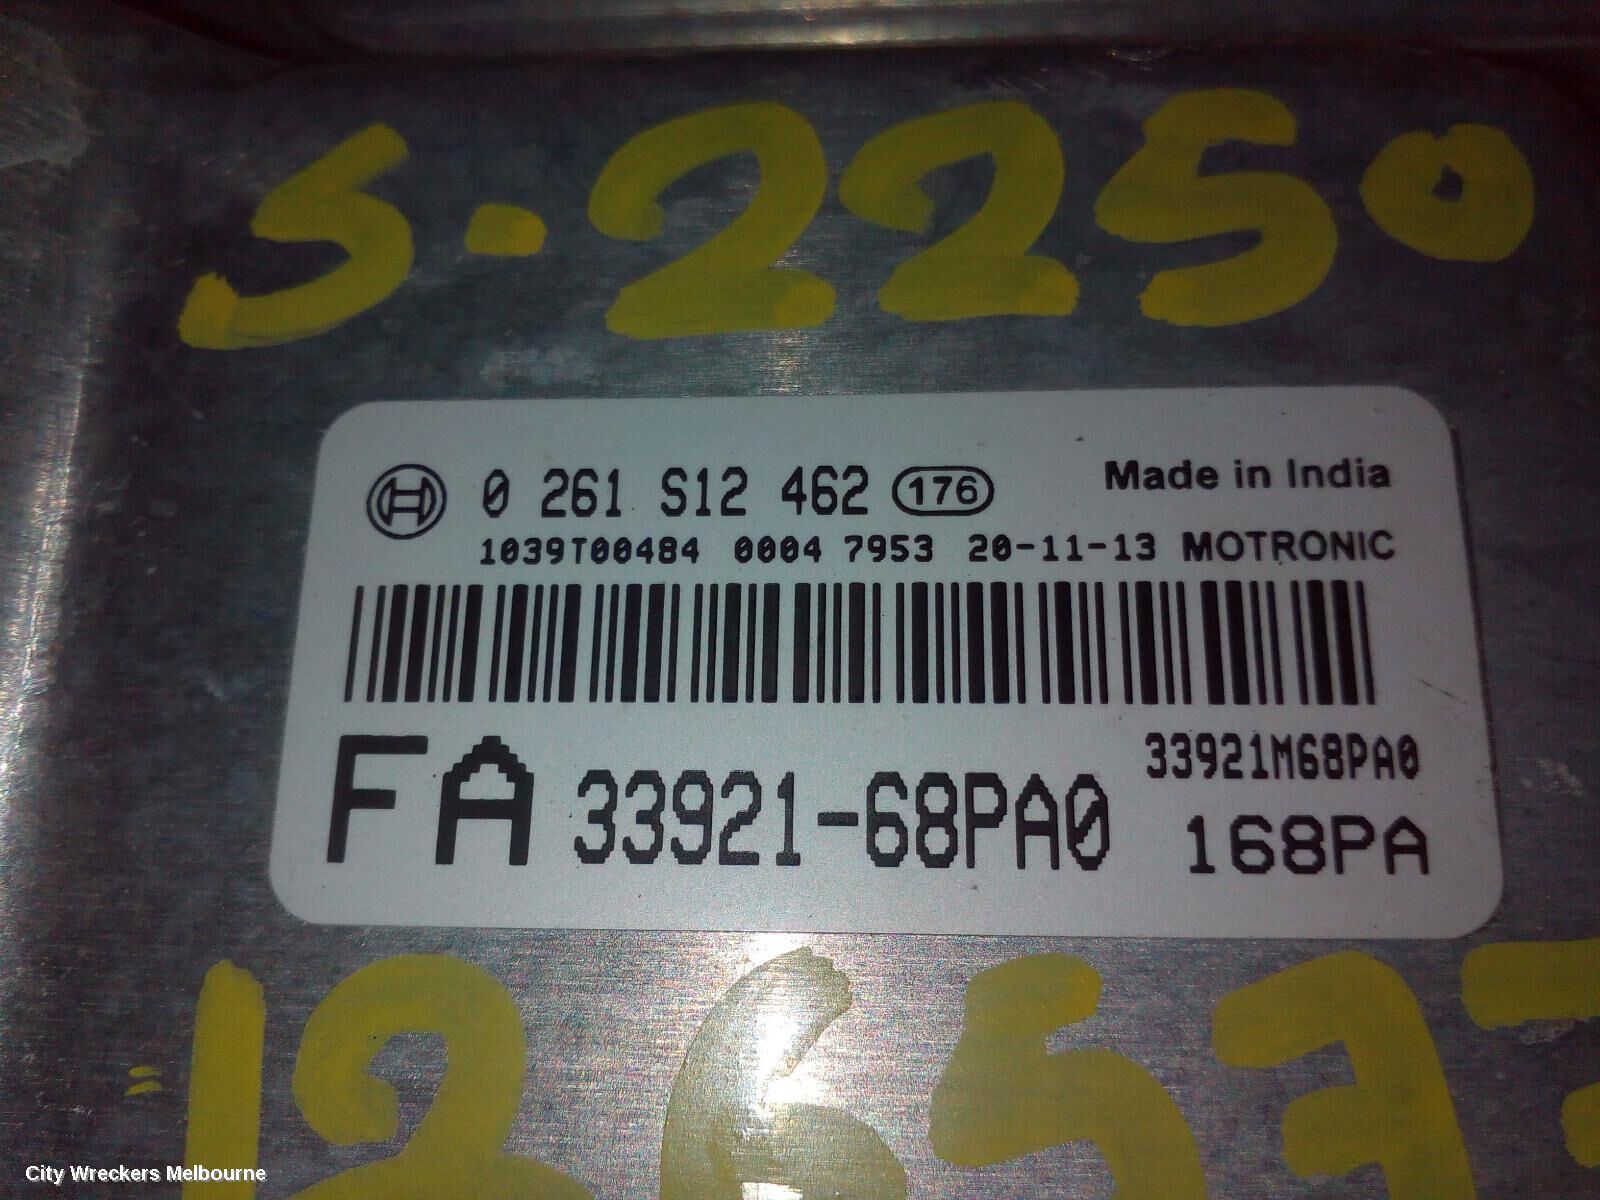 S·2250
0 261 S12 462 176 Made in India
1039T00484 0004 7953 20-11-13 MOTRONIC
FA 33921-68PA0 33921M68PA0
168PA
City Wreckers Melbourne